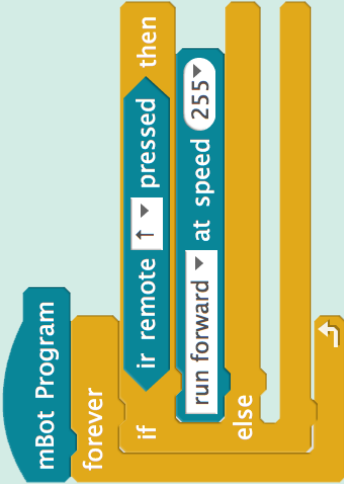 mBot Program
forever
if ir remote ↑ pressed then
run forward at speed 255
else